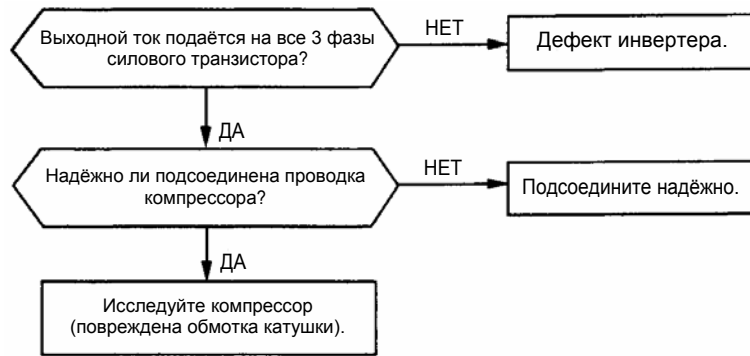 Выходной ток подаётся на все 3 фазы
силового транзистора?
НЕТ
Дефект инвертера.
ДА
Надёжно ли подсоединена проводка
компрессора?
НЕТ
Подсоедините надёжно.
ДА
Исследуйте компрессор
(повреждена обмотка катушки).